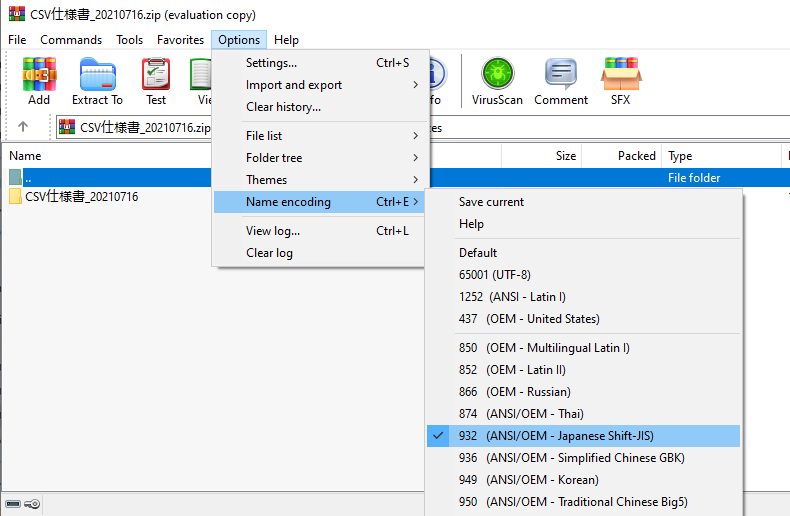 CSV仕様書_20210716.zip (evaluation copy)
File Commands Tools Favorites Options Help
Add Extract To Test VirusScan Comment SFX
CSV仕様書_20210716.zip
Name Size Packed Type
.. File folder
CSV仕様書_20210716
Settings... Ctrl+S
Import and export
Clear history...
File list
Folder tree
Themes
Name encoding Ctrl+E
View log... Ctrl+L
Clear log
Save current
Help
Default
65001 (UTF-8)
1252 (ANSI - Latin I)
437 (OEM - United States)
850 (OEM - Multilingual Latin I)
852 (OEM - Latin II)
866 (OEM - Russian)
874 (ANSI/OEM - Thai)
932 (ANSI/OEM - Japanese Shift-JIS)
936 (ANSI/OEM - Simplified Chinese GBK)
949 (ANSI/OEM - Korean)
950 (ANSI/OEM - Traditional Chinese Big5)